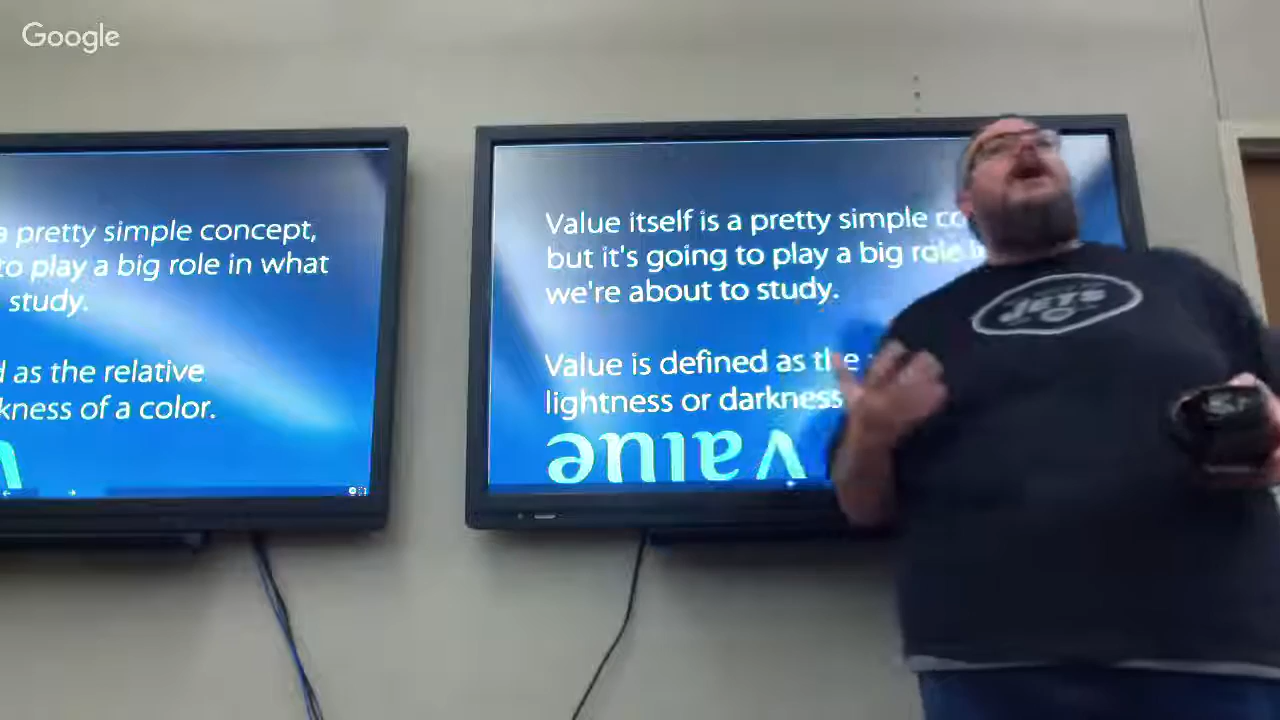 Google
a pretty simple concept,
to play a big role in what
study.
as the relative
kness of a color.
Value itself is a pretty simple co
but it's going to play a big role in
we're about to study.
Value is defined as the
lightness or darkness
Value
JETS